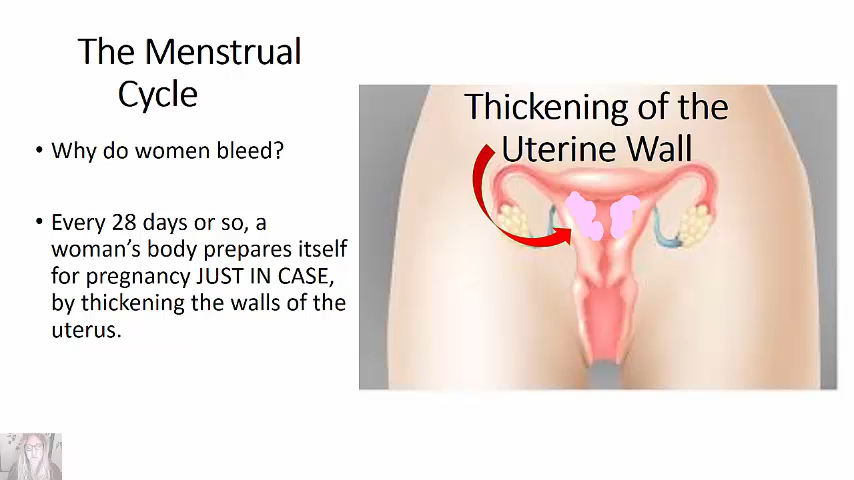 The Menstrual
Cycle
• Why do women bleed?
• Every 28 days or so, a
woman's body prepares itself
for pregnancy JUST IN CASE,
by thickening the walls of the
uterus.
Thickening of the
Uterine Wall